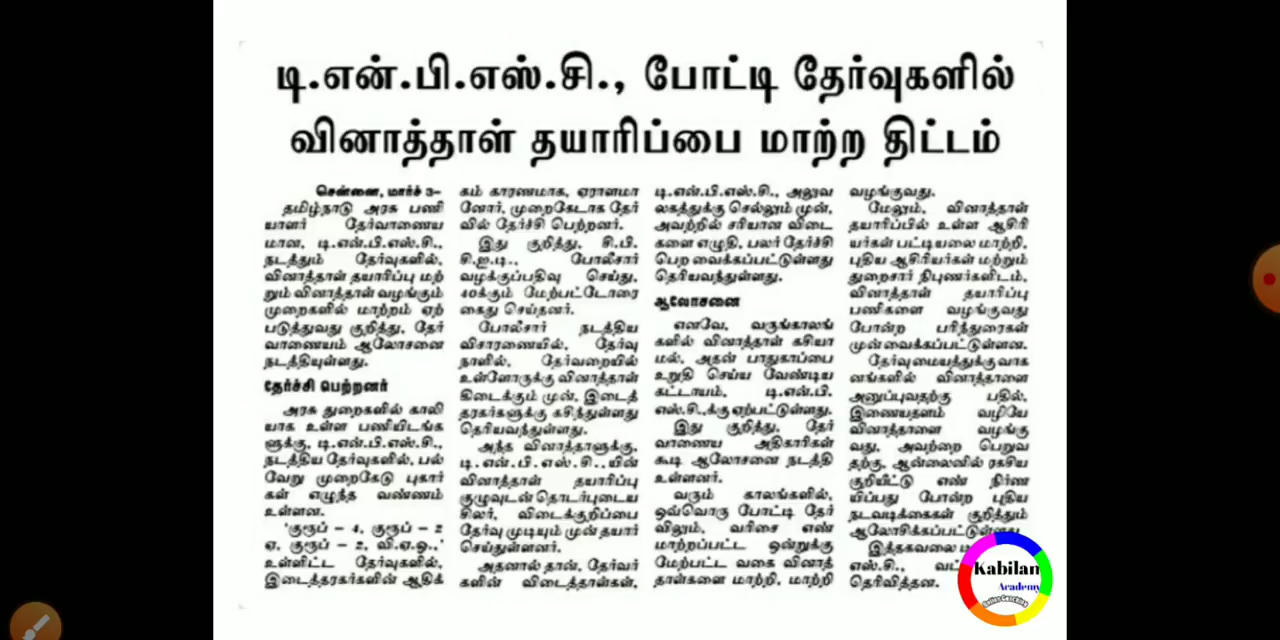 டி.என்.பி.எஸ்.சி., போட்டி தேர்வுகளில்
வினாத்தாள் தயாரிப்பை மாற்ற திட்டம்
சென்னை, மார்ச் 3–
தமிழ்நாடு அரசு பணி
யாளர் தேர்வாணைய
மான, டி.என்.பி.எஸ்.சி.,
நடத்தும் தேர்வுகளில்,
வினாத்தாள் தயாரிப்பு மற்
றும் வினாத்தாள் வழங்கும்
முறைகளில் மாற்றம் ஏற்
படுத்துவது குறித்து, தேர்
வாணையம் ஆலோசனை
நடத்தியுள்ளது.
தேர்ச்சி பெற்றனர்
அரசு துறைகளில் காலி
யாக உள்ள பணியிடங்க
ளுக்கு, டி.என்.பி.எஸ்.சி.,
நடத்திய தேர்வுகளில், பல்
வேறு முறைகேடு புகார்
கள் எழுந்த வண்ணம்
உள்ளன.
'குரூப் – 4, குரூப் – 2
ஏ, குரூப் – 2, வி.ஏ.ஓ.,'
உள்ளிட்ட தேர்வுகளில்,
இடைத்தரகர்களின் ஆதிக்
கம் காரணமாக, ஏராளமா
னோர், முறைகேடாக தேர்
வில் தேர்ச்சி பெற்றனர்.
இது குறித்து, சி.பி.
சி.ஐ.டி., போலீசார்
வழக்குப்பதிவு செய்து,
40க்கும் மேற்பட்டோரை
கைது செய்தனர்.
போலீசார் நடத்திய
விசாரணையில், தேர்வு
நாளில், தேர்வறையில்
உள்ளோருக்கு வினாத்தாள்
கிடைக்கும் முன், இடைத்
தரகர்களுக்கு கசிந்துள்ளது
தெரியவந்துள்ளது.
அந்த வினாத்தாளுக்கு,
டி.என்.பி.எஸ்.சி.,யின்
வினாத்தாள் தயாரிப்பு
குழுவுடன் தொடர்புடைய
சிலர், விடைக்குறிப்பை
தேர்வு முடியும் முன் தயார்
செய்துள்ளனர்.
அதனால் தான், தேர்வர்
களின் விடைத்தாள்கள்,
டி.என்.பி.எஸ்.சி., அலுவ
லகத்துக்கு செல்லும் முன்,
அவற்றில் சரியான விடை
களை எழுதி, பலர் தேர்ச்சி
பெற வைக்கப்பட்டுள்ளது
தெரியவந்துள்ளது.
ஆலோசனை
எனவே, வருங்காலங்
களில் வினாத்தாள் கசியா
மல், அதன் பாதுகாப்பை
உறுதி செய்ய வேண்டிய
கட்டாயம், டி.என்.பி.
எஸ்.சி.,க்கு ஏற்பட்டுள்ளது.
இது குறித்து, தேர்
வாணைய அதிகாரிகள்
கூடி ஆலோசனை நடத்தி
உள்ளனர்.
வரும் காலங்களில்,
ஒவ்வொரு போட்டி தேர்
விலும், வரிசை எண்
மாற்றப்பட்ட ஒன்றுக்கு
மேற்பட்ட வகை வினாத்
தாள்களை மாற்றி, மாற்றி
வழங்குவது.
மேலும், வினாத்தாள்
தயாரிப்பில் உள்ள ஆசிரி
யர்கள் பட்டியலை மாற்றி,
புதிய ஆசிரியர்கள் மற்றும்
துறைசார் நிபுணர்களிடம்,
வினாத்தாள் தயாரிப்பு
பணிகளை வழங்குவது
போன்ற பரிந்துரைகள்
முன்வைக்கப்பட்டுள்ளன.
தேர்வு மையத்துக்கு வாக
னங்களில் வினாத்தாளை
அனுப்புவதற்கு பதில்,
இணையதளம் வழியே
வினாத்தாளை வழங்கு
வது, அவற்றை பெறுவ
தற்கு, ஆன்லைனில் ரகசிய
குறியீட்டு எண் நிர்ண
யிப்பது போன்ற புதிய
நடவடிக்கைகள் குறித்தும்
ஆலோசிக்கப்பட்டுள்ளது.
இத்தகவலை
எஸ்.சி.,
தெரிவித்தன.
Kabilan
Academy
Online Coaching